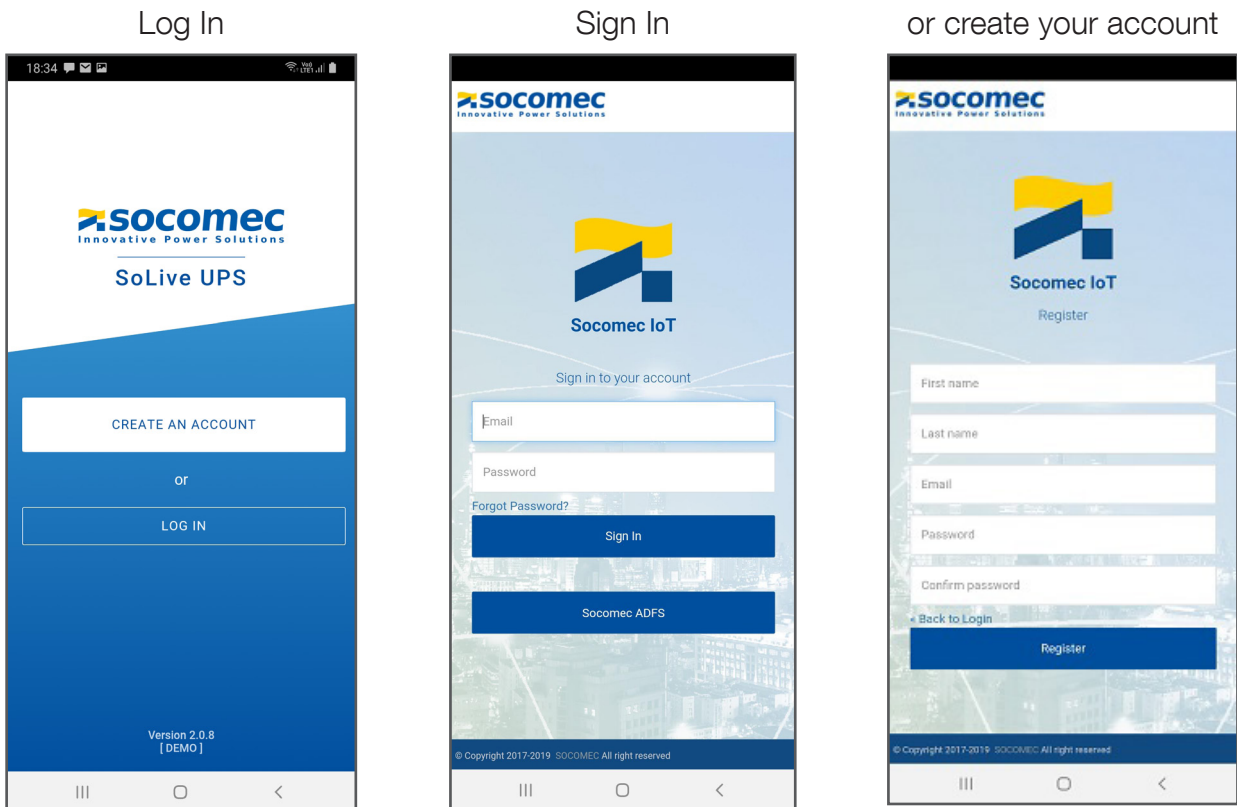 Log In
18:34
Vo)
LTE1
socomec
Innovative Power Solutions
SoLive UPS
CREATE AN ACCOUNT
or
LOG IN
Version 2.0.8
[ DEMO ]
Sign In
socomec
Innovative Power Solutions
Socomec IoT
Sign in to your account
Email
Password
Forgot Password?
Sign In
Socomec ADFS
© Copyright 2017-2019 SOCOMEC All right reserved
or create your account
socomec
Innovative Power Solutions
Socomec IoT
Register
First name
Last name
Email
Password
Confirm password
« Back to Login
Register
© Copyright 2017-2019 SOCOMEC All right reserved